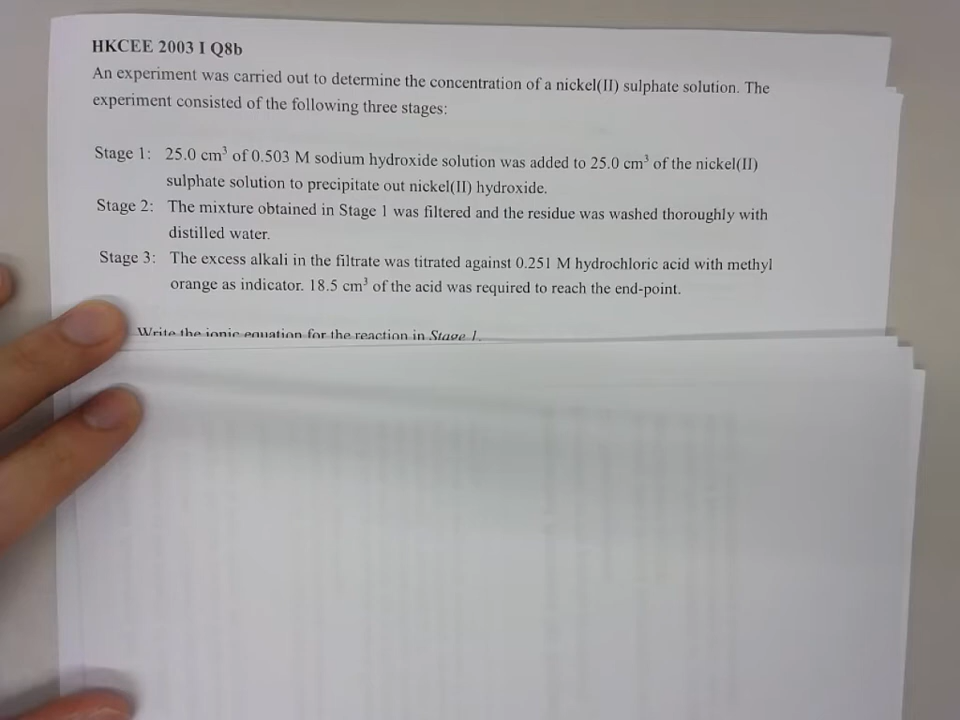 HKCEE 2003 I Q8b
An experiment was carried out to determine the concentration of a nickel(II) sulphate solution. The
experiment consisted of the following three stages:
Stage 1: 25.0 cm³ of 0.503 M sodium hydroxide solution was added to 25.0 cm³ of the nickel(II)
sulphate solution to precipitate out nickel(II) hydroxide.
Stage 2: The mixture obtained in Stage 1 was filtered and the residue was washed thoroughly with
distilled water.
Stage 3: The excess alkali in the filtrate was titrated against 0.251 M hydrochloric acid with methyl
orange as indicator. 18.5 cm³ of the acid was required to reach the end-point.
Write the ionic equation for the reaction in Stage 1.